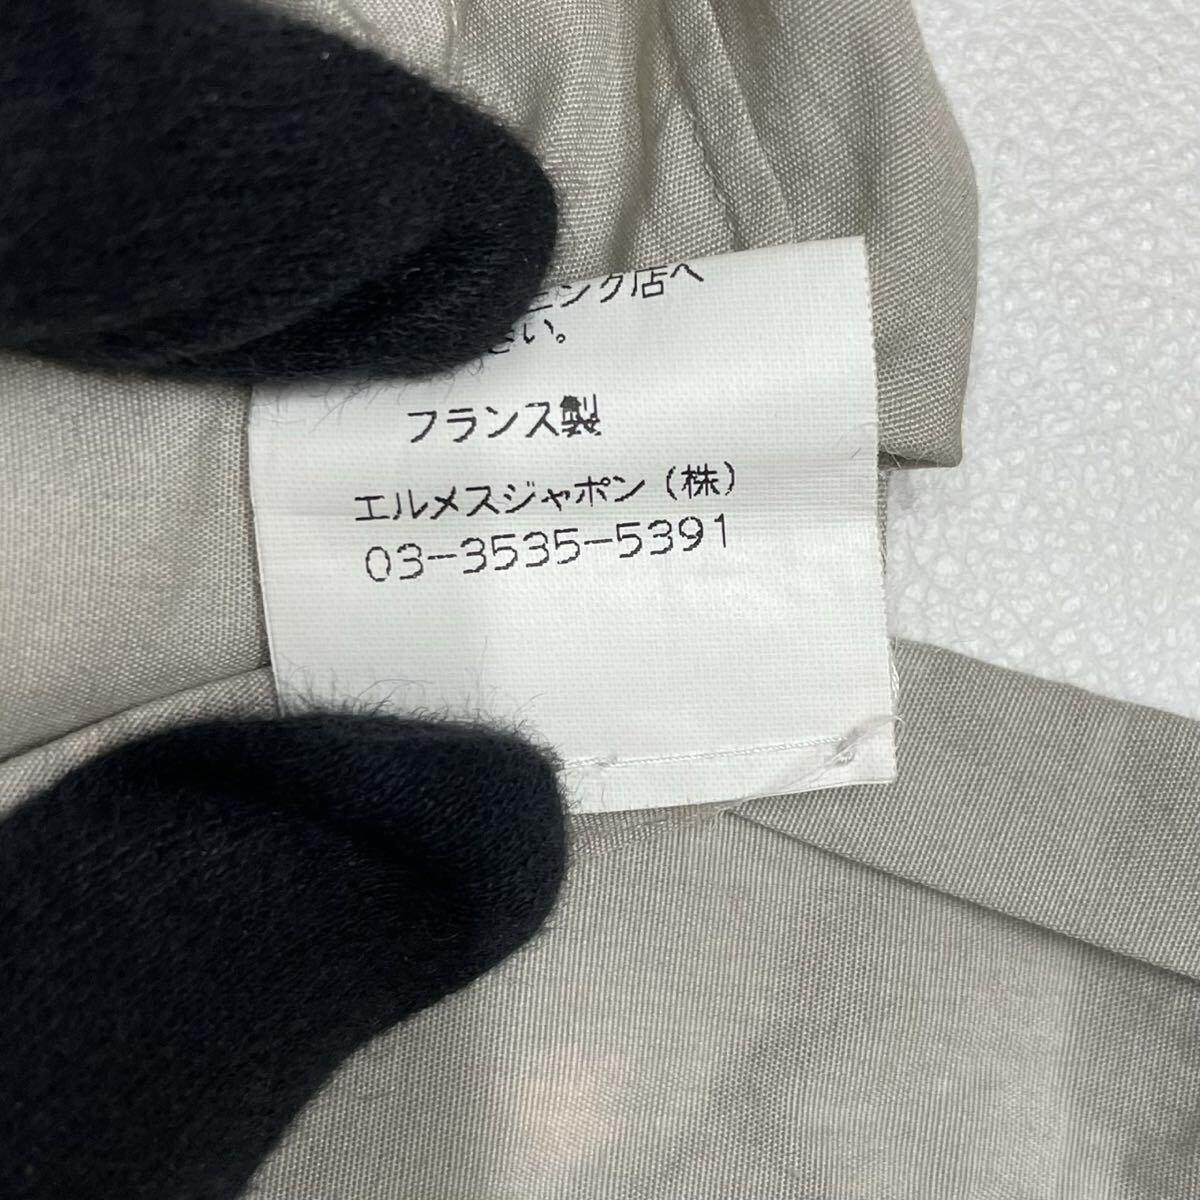 ニング店へ
さい。
フランス製
エルメスジャポン（株）
03-3535-5391